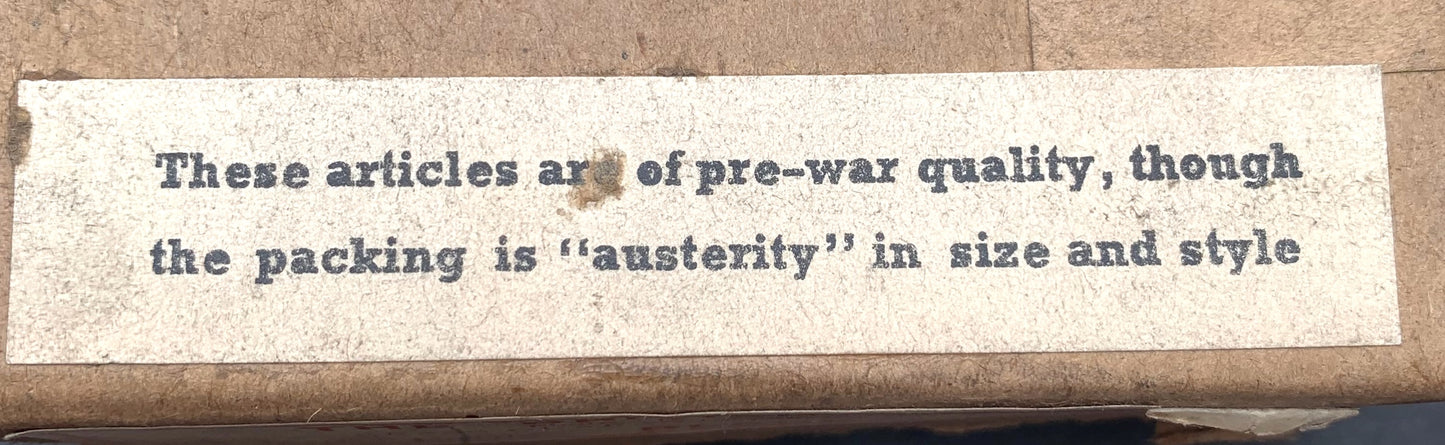 These articles are of pre-war quality, though
the packing is "austerity" in size and style